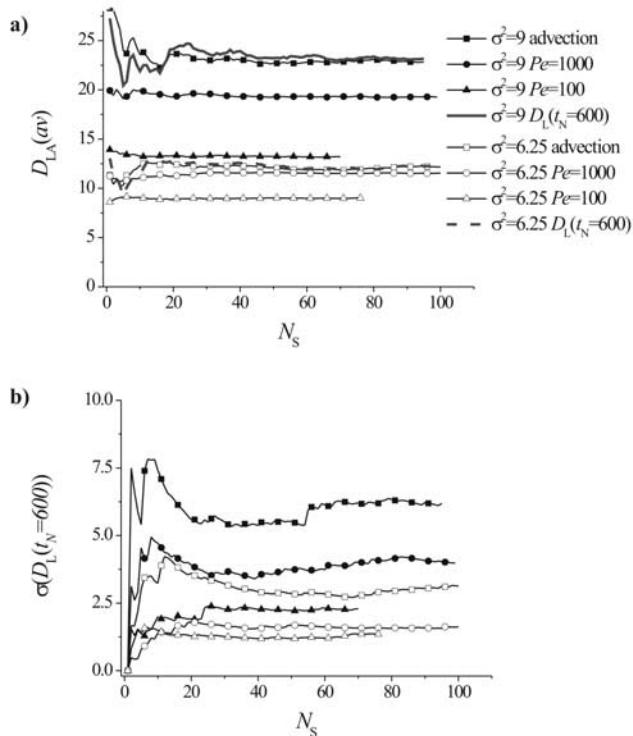 a)
30
25
20
15
10
5
0
D_LA(av)
0 20 40 60 80 100
N_S
σ²=9 advection
σ²=9 Pe=1000
σ²=9 Pe=100
σ²=9 D_L(t_N=600)
σ²=6.25 advection
σ²=6.25 Pe=1000
σ²=6.25 Pe=100
σ²=6.25 D_L(t_N=600)
b)
10.0
7.5
5.0
2.5
0.0
σ(D_L(t_N=600))
0 20 40 60 80 100
N_S